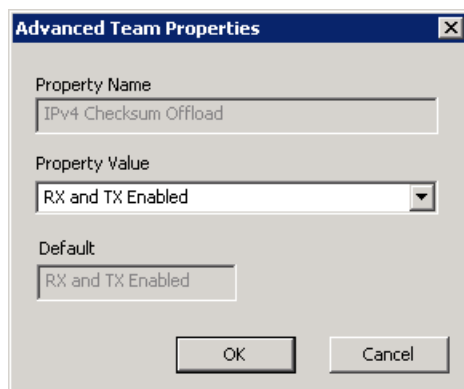 Advanced Team Properties
Property Name
IPv4 Checksum Offload
Property Value
RX and TX Enabled
Default
RX and TX Enabled
OK Cancel